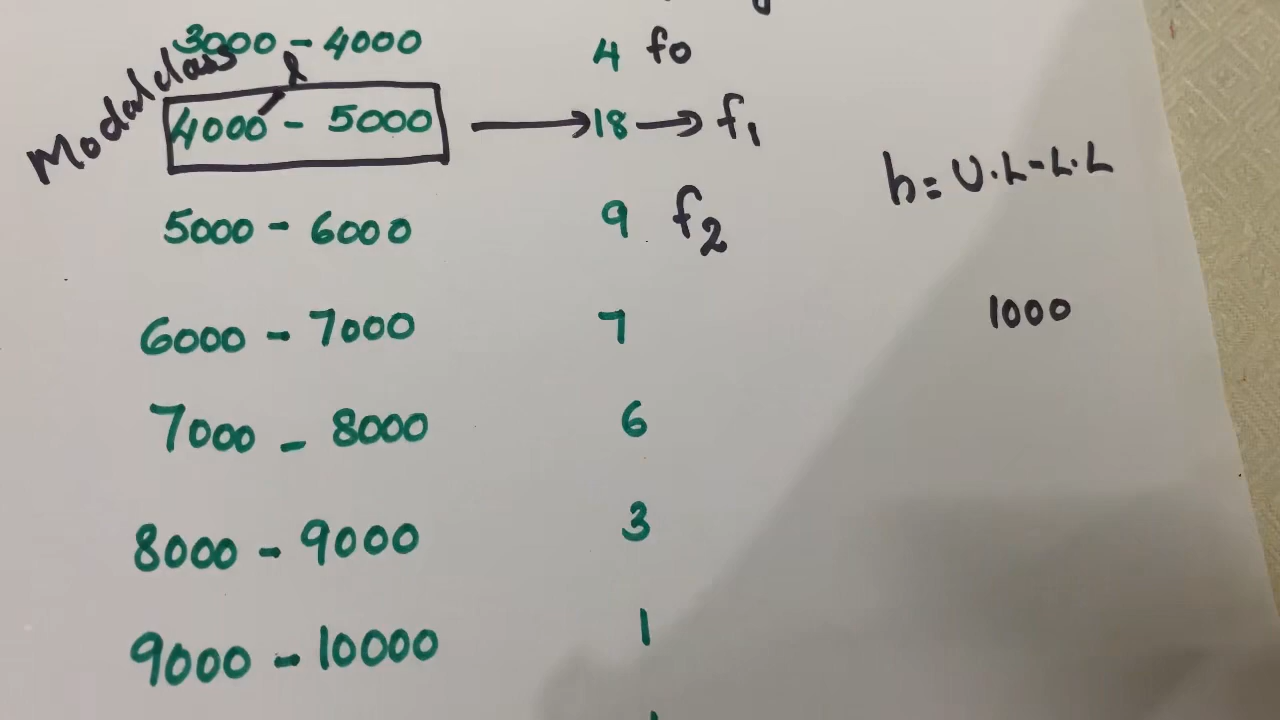 3000 - 4000 4 f0
Modal class l
4000 - 5000 → 18 → f1
h = U.L - L.L
5000 - 6000 9 f2
6000 - 7000 7 1000
7000 - 8000 6
8000 - 9000 3
9000 - 10000 1